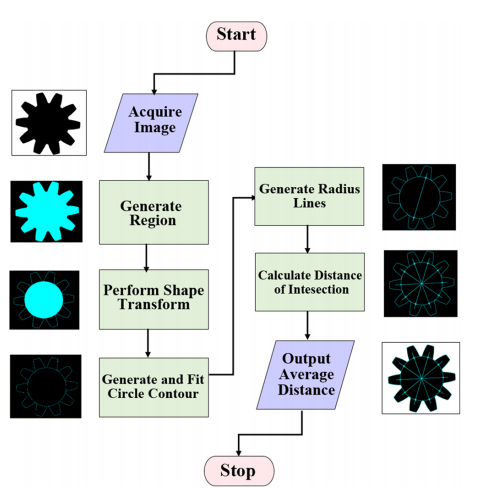 Start
Acquire
Image
Generate
Region
Perform Shape
Transform
Generate and Fit
Circle Contour
Generate Radius
Lines
Calculate Distance
of Intesection
Output
Average
Distance
Stop